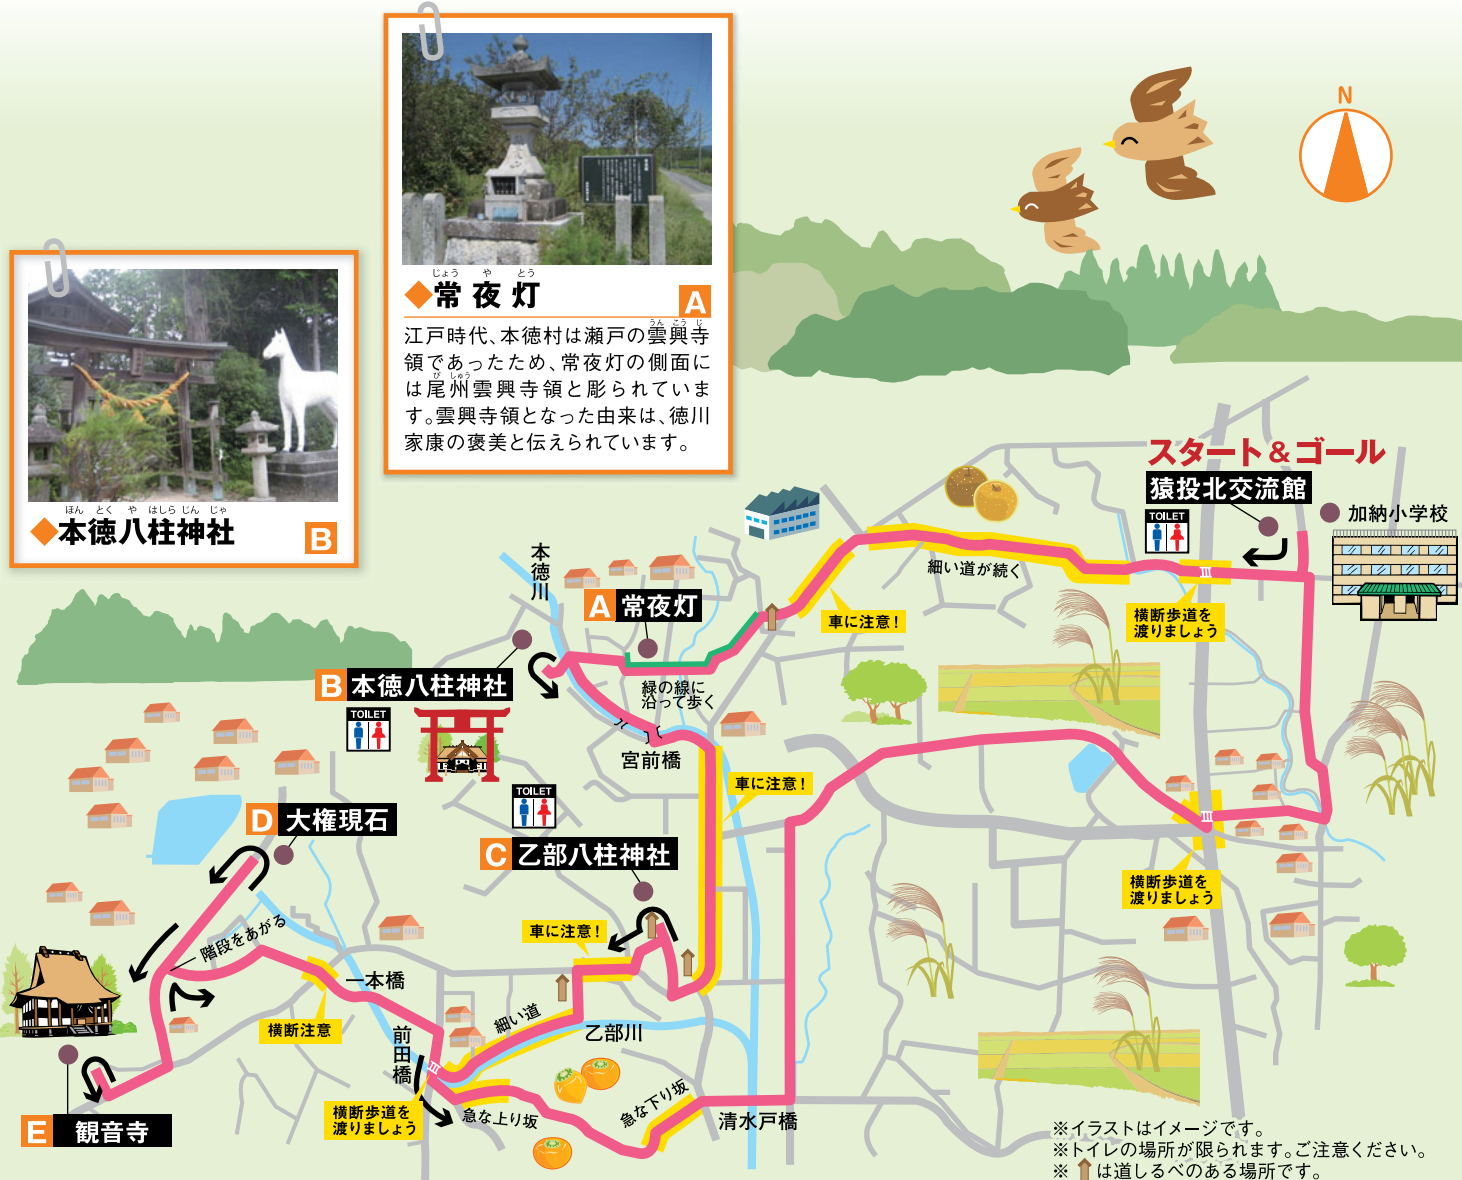 じょう や とう
◆常夜灯
A
江戸時代、本徳村は瀬戸の雲興寺
うん こう じ
領であったため、常夜灯の側面に
び しゅう
は尾州雲興寺領と彫られていま
す。雲興寺領となった由来は、徳川
家康の褒美と伝えられています。
ほん とく や はしら じん じゃ
◆本徳八柱神社
B
N
スタート&ゴール
猿投北交流館
TOILET
加納小学校
細い道が続く
車に注意!
横断歩道を
渡りましょう
本徳川
A 常夜灯
緑の線に
沿って歩く
B 本徳八柱神社
TOILET
宮前橋
車に注意!
TOILET
C 乙部八柱神社
D 大権現石
横断歩道を
渡りましょう
車に注意!
階段をあがる
一本橋
横断注意
細い道
乙部川
前田橋
横断歩道を
渡りましょう
急な上り坂
急な下り坂
清水戸橋
E 観音寺
※イラストはイメージです。
※トイレの場所が限られます。ご注意ください。
※ は道しるべのある場所です。